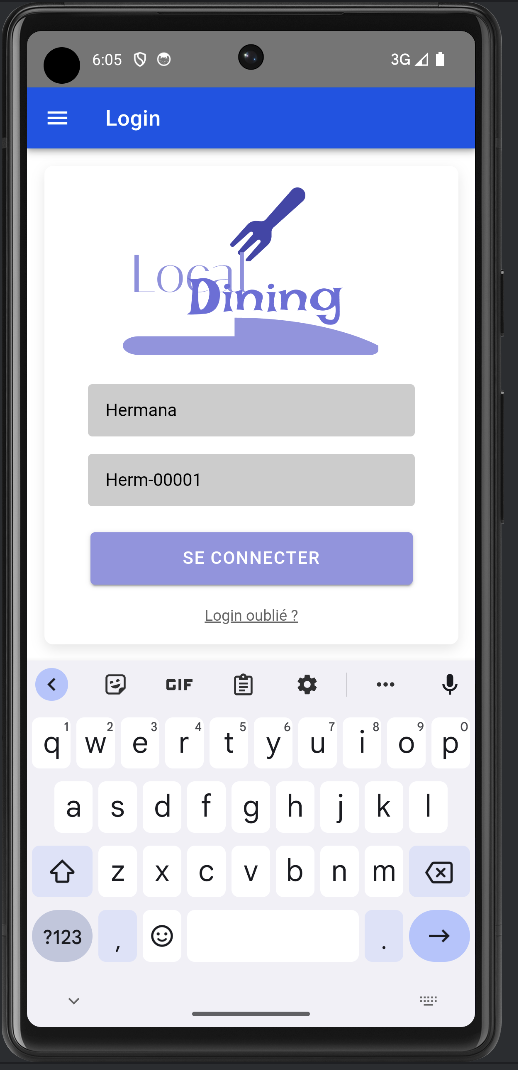 6:05 3G
Login
Local
Dining
Hermana
Herm-00001
SE CONNECTER
Login oublié ?
GIF
1 2 3 4 5 6 7 8 9 0
q w e r t y u i o p
a s d f g h j k l
z x c v b n m
?123 , .